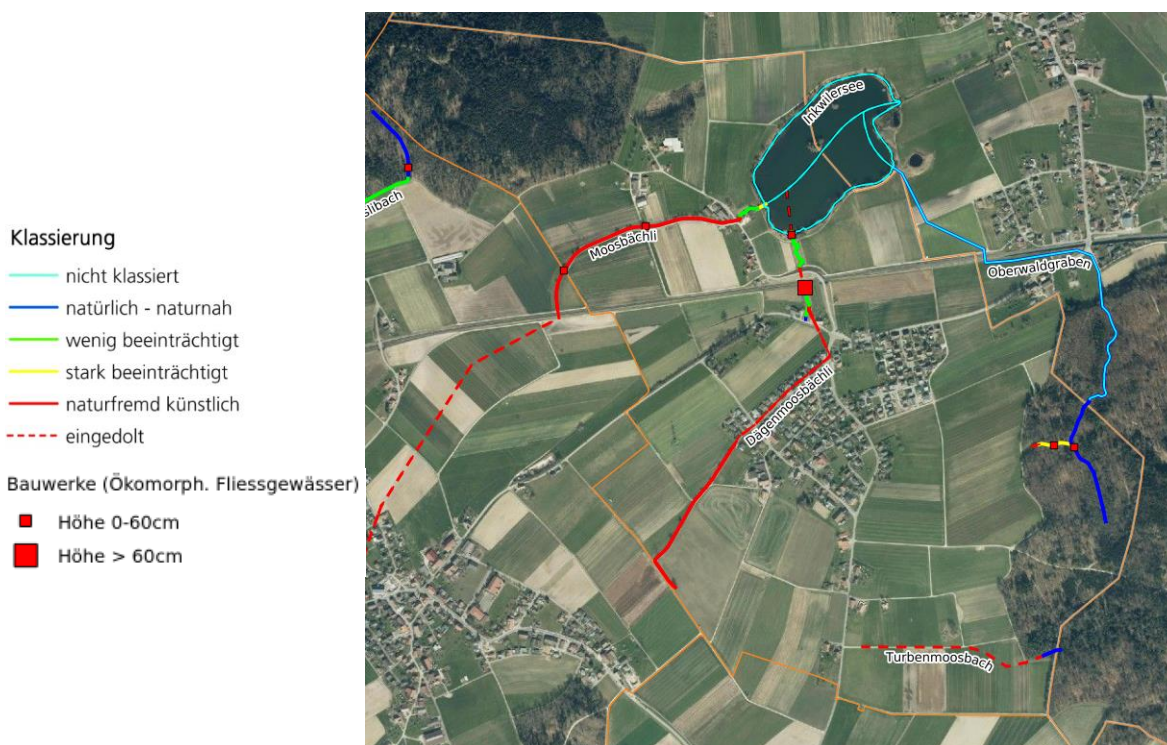 Klassierung
nicht klassiert
natürlich - naturnah
wenig beeinträchtigt
stark beeinträchtigt
naturfremd künstlich
eingedolt
Bauwerke (Ökomorph. Fliessgewässer)
Höhe 0-60cm
Höhe > 60cm
Inkwilersee
slibach
Moosbächli
Oberwaldgraben
Dägenmoosbächli
Turbenmoosbach